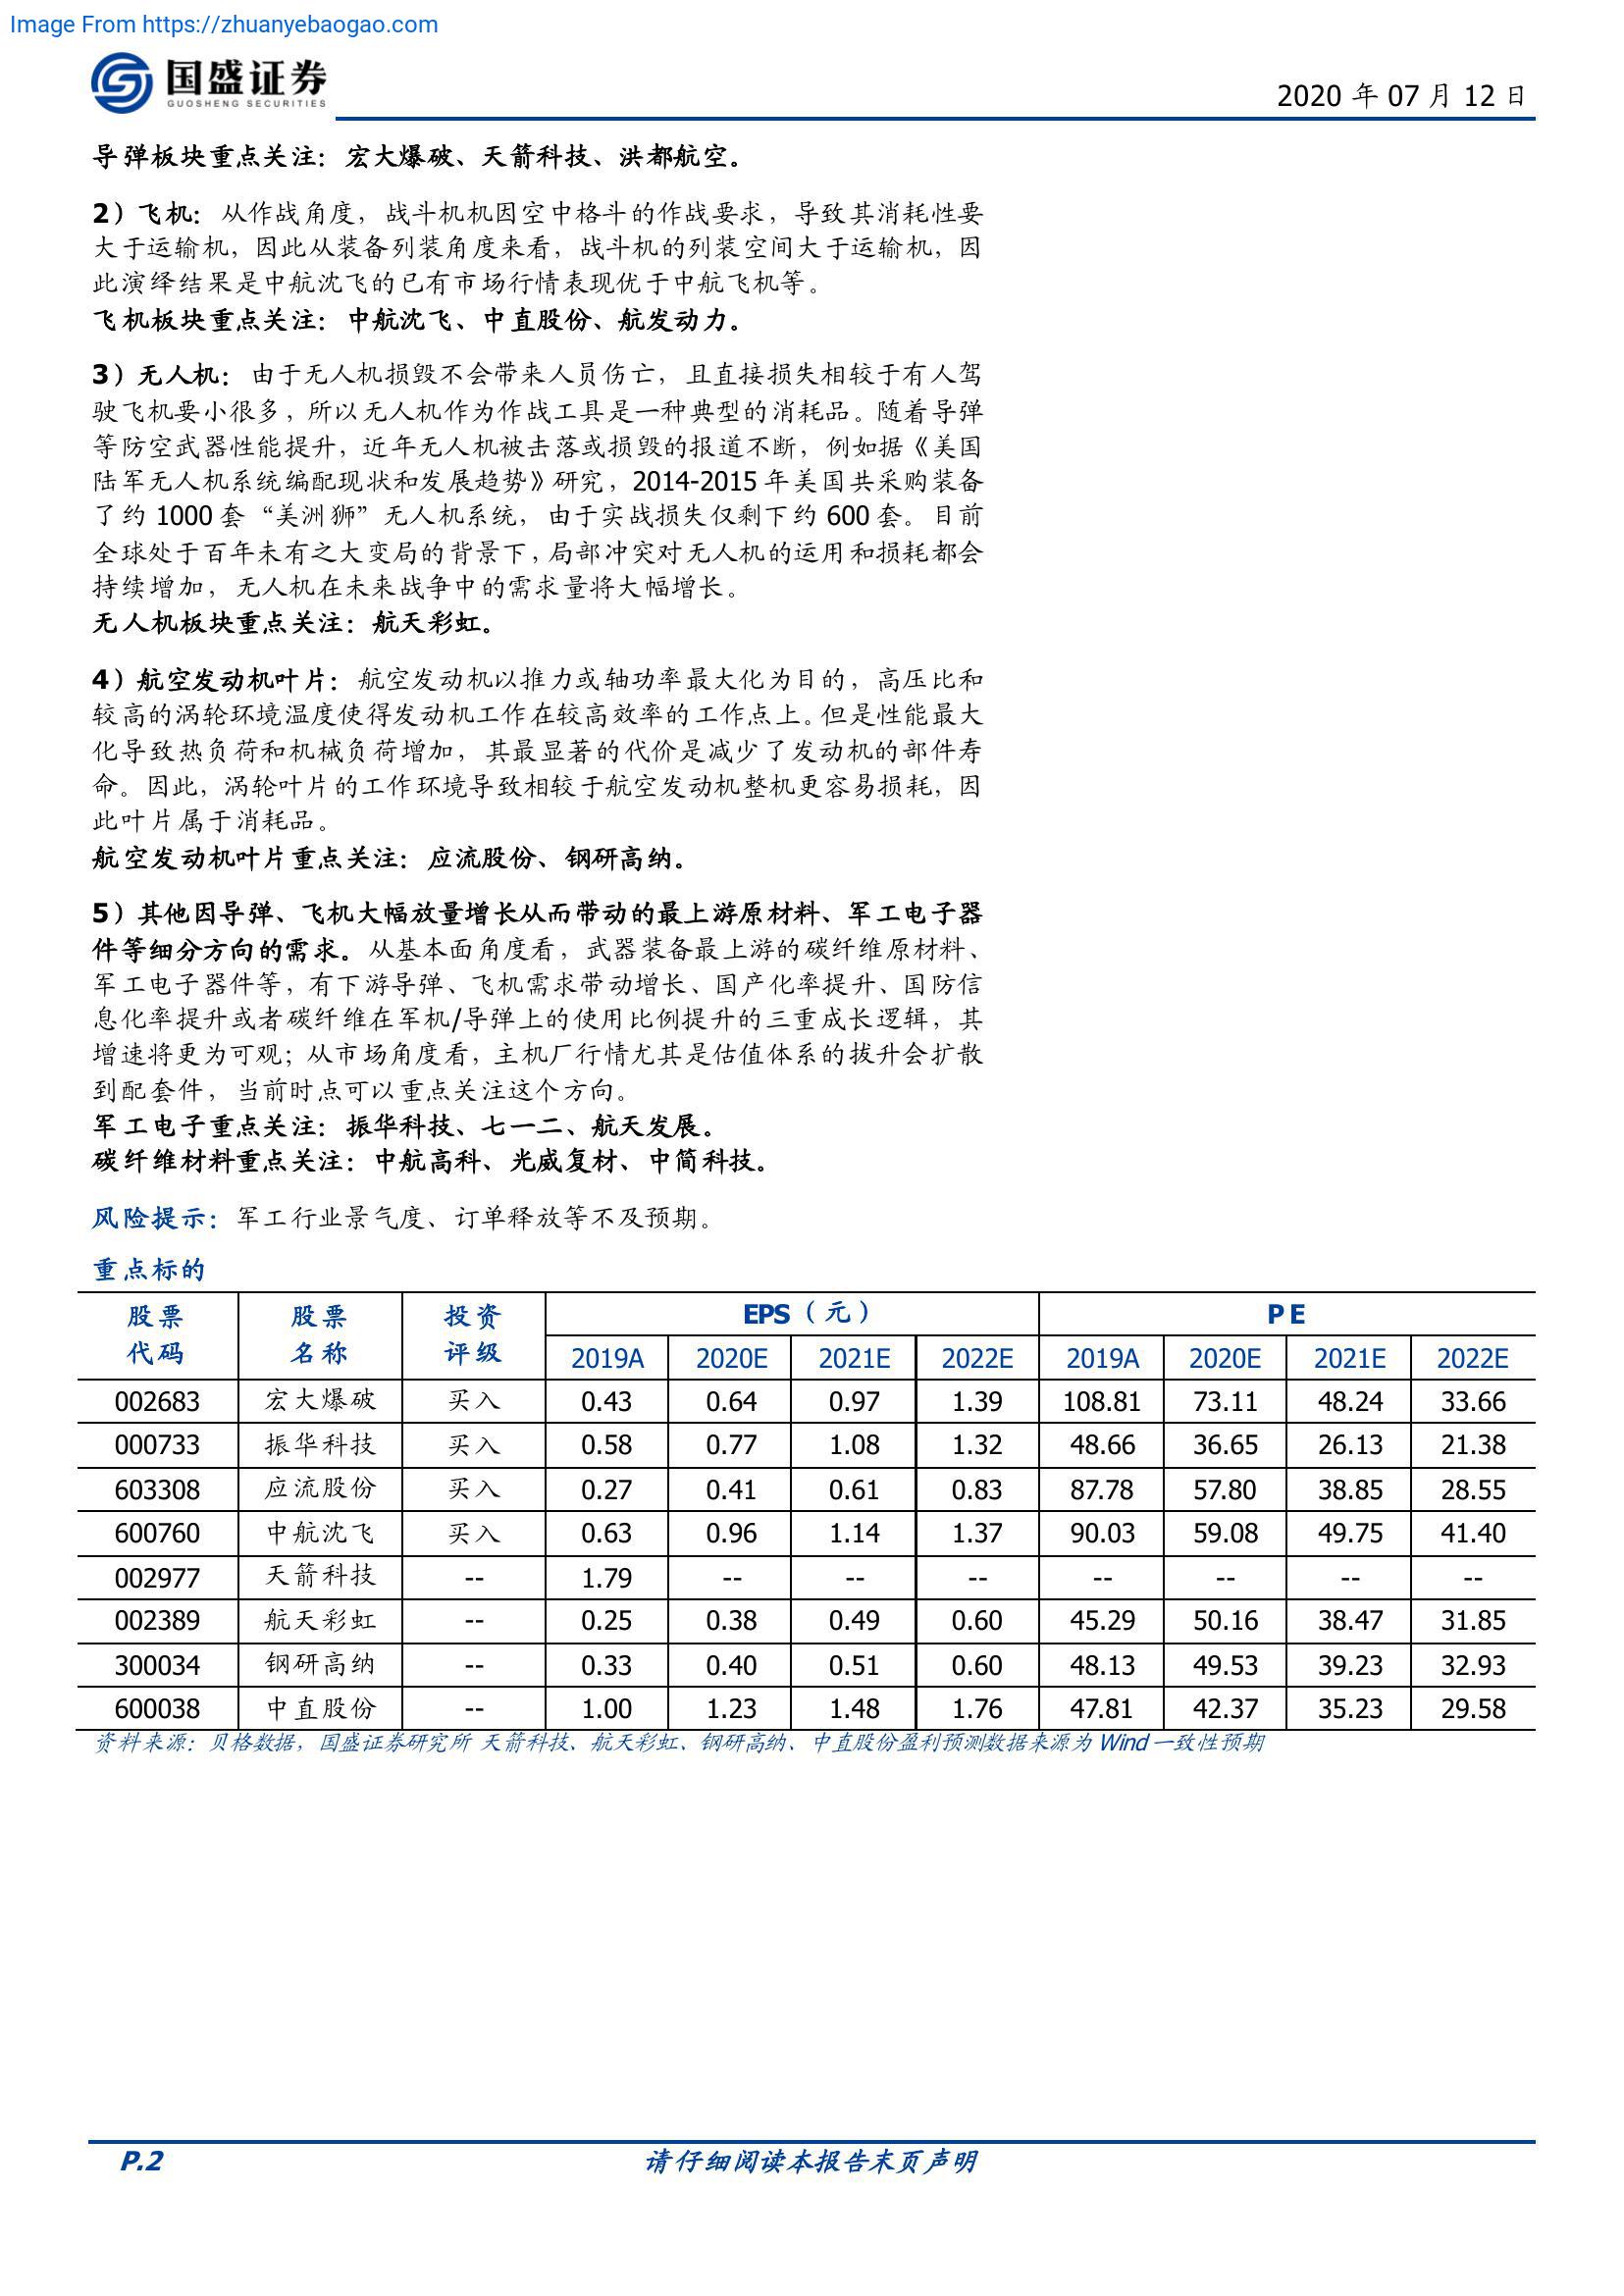 Image From https://zhuanyebaogao.com
国盛证券
GUOSHENG SECURITIES
2020 年 07 月 12 日
导弹板块重点关注：宏大爆破、天箭科技、洪都航空。
2）飞机：从作战角度，战斗机机因空中格斗的作战要求，导致其消耗性要
大于运输机，因此从装备列装角度来看，战斗机的列装空间大于运输机，因
此演绎结果是中航沈飞的已有市场行情表现优于中航飞机等。
飞机板块重点关注：中航沈飞、中直股份、航发动力。
3）无人机：由于无人机损毁不会带来人员伤亡，且直接损失相较于有人驾
驶飞机要小很多，所以无人机作为作战工具是一种典型的消耗品。随着导弹
等防空武器性能提升，近年无人机被击落或损毁的报道不断，例如据《美国
陆军无人机系统编配现状和发展趋势》研究，2014-2015 年美国共采购装备
了约 1000 套“美洲狮”无人机系统，由于实战损失仅剩下约 600 套。目前
全球处于百年未有之大变局的背景下，局部冲突对无人机的运用和损耗都会
持续增加，无人机在未来战争中的需求量将大幅增长。
无人机板块重点关注：航天彩虹。
4）航空发动机叶片：航空发动机以推力或轴功率最大化为目的，高压比和
较高的涡轮环境温度使得发动机工作在较高效率的工作点上。但是性能最大
化导致热负荷和机械负荷增加，其最显著的代价是减少了发动机的部件寿
命。因此，涡轮叶片的工作环境导致相较于航空发动机整机更容易损耗，因
此叶片属于消耗品。
航空发动机叶片重点关注：应流股份、钢研高纳。
5）其他因导弹、飞机大幅放量增长从而带动的最上游原材料、军工电子器
件等细分方向的需求。从基本面角度看，武器装备最上游的碳纤维原材料、
军工电子器件等，有下游导弹、飞机需求带动增长、国产化率提升、国防信
息化率提升或者碳纤维在军机/导弹上的使用比例提升的三重成长逻辑，其
增速将更为可观；从市场角度看，主机厂行情尤其是估值体系的拔升会扩散
到配套件，当前时点可以重点关注这个方向。
军工电子重点关注：振华科技、七一二、航天发展。
碳纤维材料重点关注：中航高科、光威复材、中简科技。
风险提示：军工行业景气度、订单释放等不及预期。
重点标的
股票代码 股票名称 投资评级 EPS（元） PE
2019A 2020E 2021E 2022E 2019A 2020E 2021E 2022E
002683 宏大爆破 买入 0.43 0.64 0.97 1.39 108.81 73.11 48.24 33.66
000733 振华科技 买入 0.58 0.77 1.08 1.32 48.66 36.65 26.13 21.38
603308 应流股份 买入 0.27 0.41 0.61 0.83 87.78 57.80 38.85 28.55
600760 中航沈飞 买入 0.63 0.96 1.14 1.37 90.03 59.08 49.75 41.40
002977 天箭科技 -- 1.79 -- -- -- -- -- -- --
002389 航天彩虹 -- 0.25 0.38 0.49 0.60 45.29 50.16 38.47 31.85
300034 钢研高纳 -- 0.33 0.40 0.51 0.60 48.13 49.53 39.23 32.93
600038 中直股份 -- 1.00 1.23 1.48 1.76 47.81 42.37 35.23 29.58
资料来源：贝格数据，国盛证券研究所 天箭科技、航天彩虹、钢研高纳、中直股份盈利预测数据来源为 Wind 一致性预期
P.2 请仔细阅读本报告末页声明